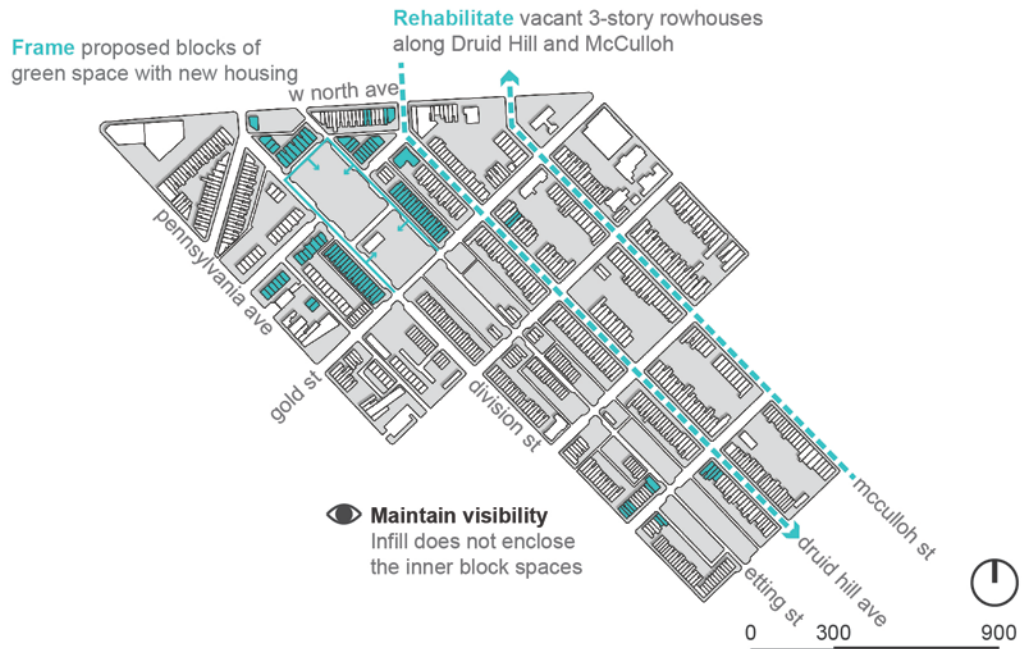 Rehabilitate vacant 3-story rowhouses
along Druid Hill and McCulloh
Frame proposed blocks of
green space with new housing
w north ave
pennsylvania ave
gold st
division st
mcculloh st
druid hill ave
etting st
Maintain visibility
Infill does not enclose
the inner block spaces
0 300 900